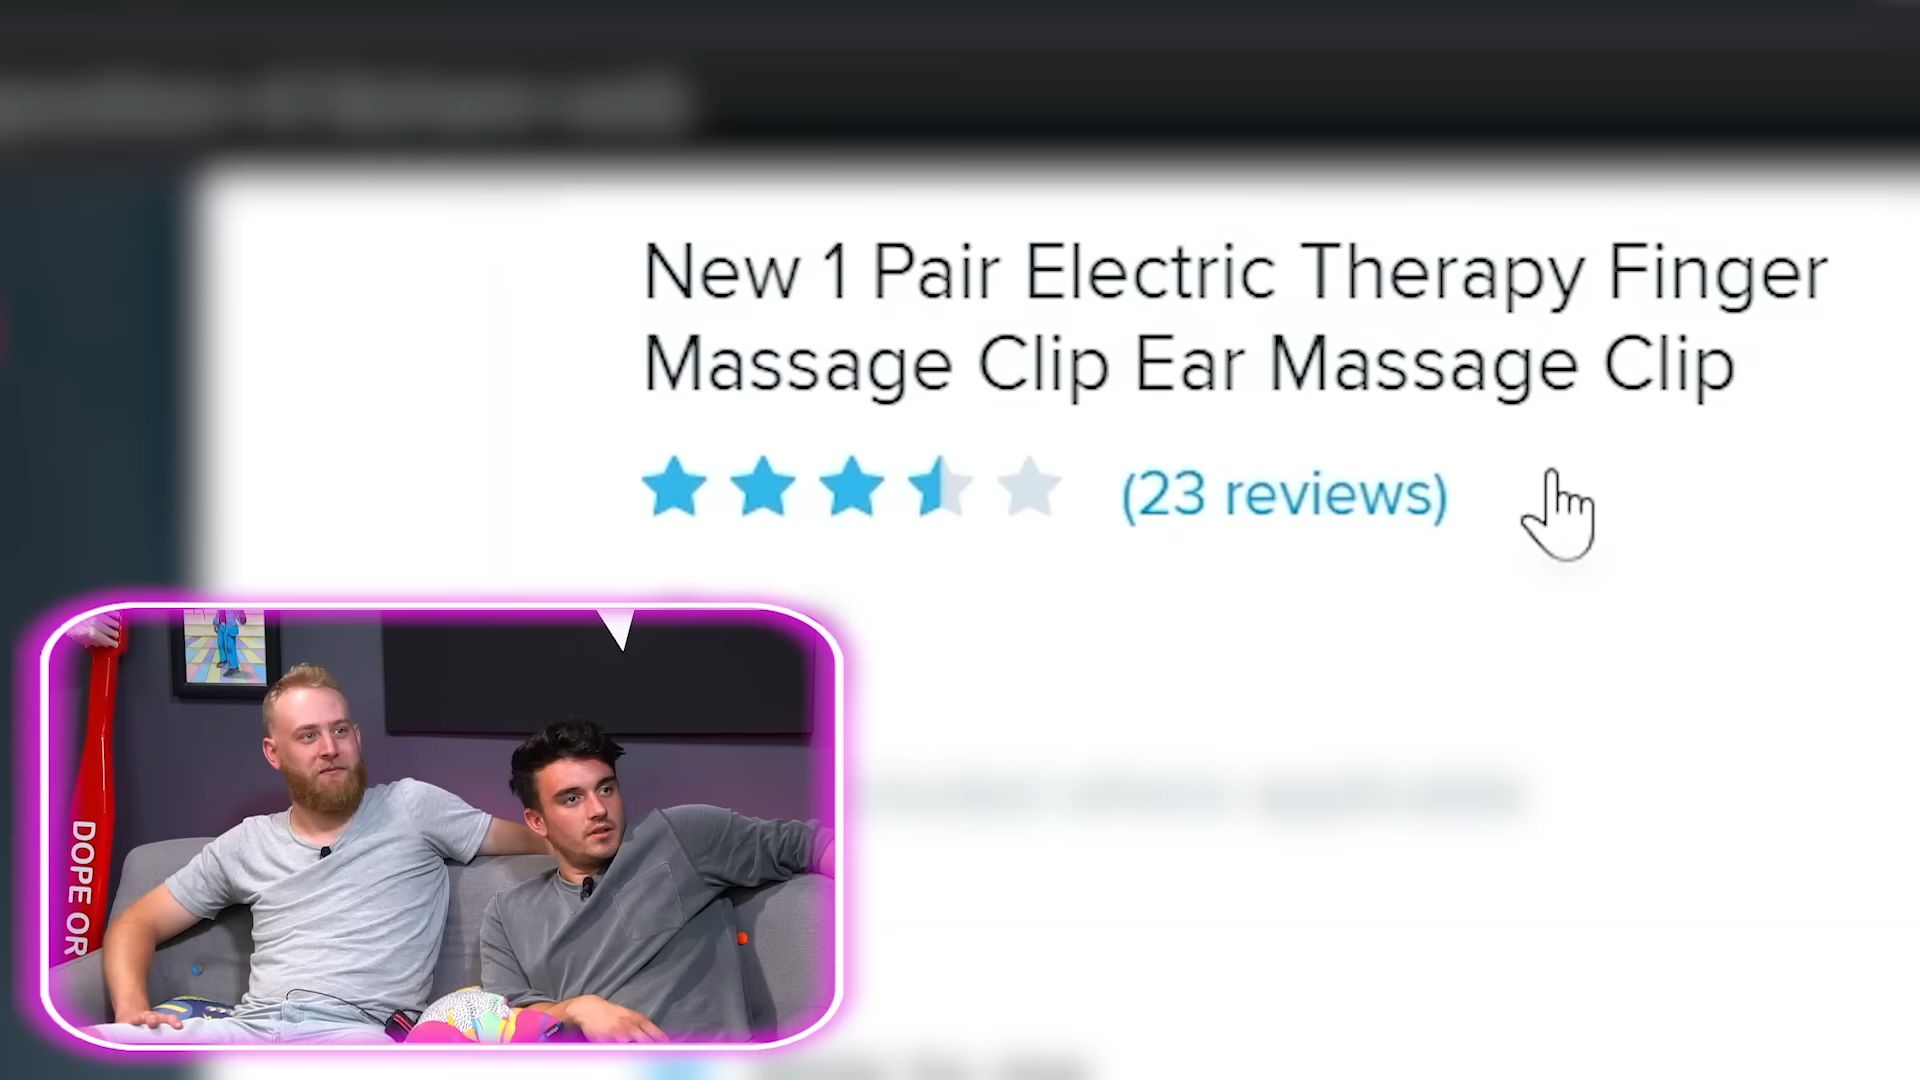 New 1 Pair Electric Therapy Finger
Massage Clip Ear Massage Clip
(23 reviews)
DOPE OR